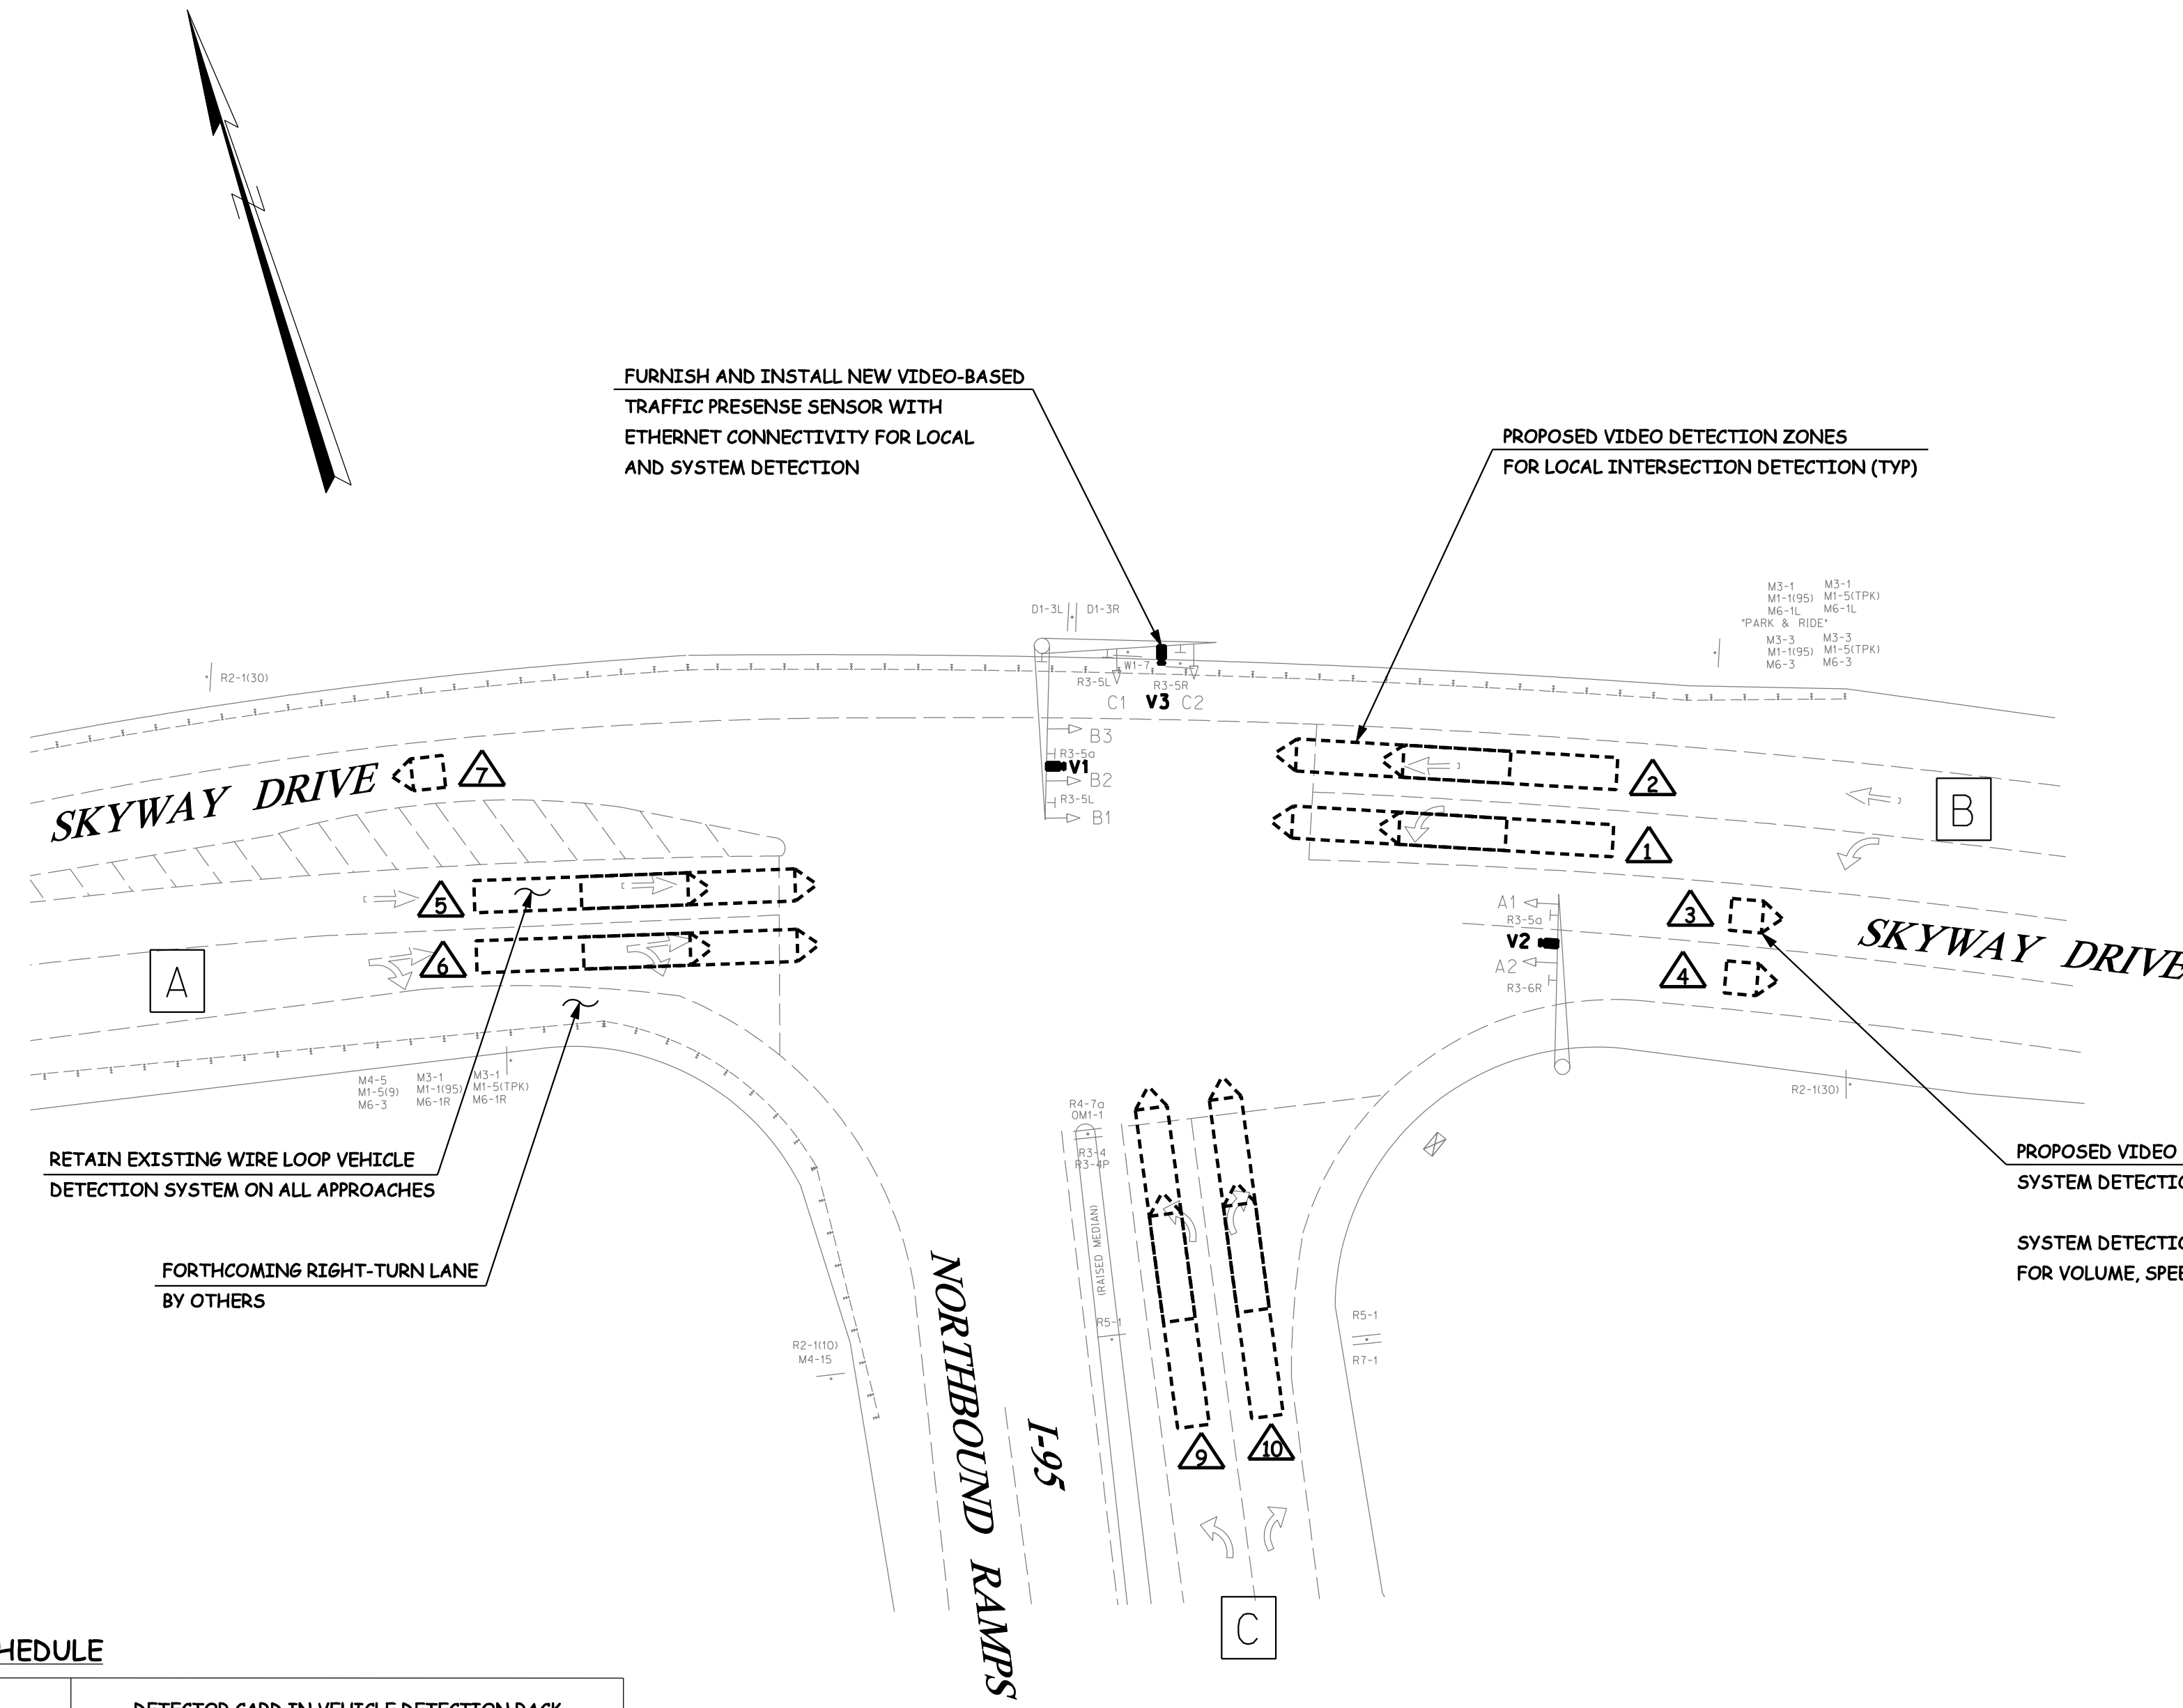 FURNISH AND INSTALL NEW VIDEO-BASED
TRAFFIC PRESENSE SENSOR WITH
ETHERNET CONNECTIVITY FOR LOCAL
AND SYSTEM DETECTION
PROPOSED VIDEO DETECTION ZONES
FOR LOCAL INTERSECTION DETECTION (TYP)
M3-1 M3-1
M1-1(95) M1-5(TPK)
M6-1L M6-1L
"PARK & RIDE"
M3-3 M3-3
M1-1(95) M1-5(TPK)
M6-3 M6-3
D1-3L D1-3R
R2-1(30)
W1-7
R3-5L R3-5R
C1 V3 C2
B3
R3-5a
V1
B2
R3-5L
B1
SKYWAY DRIVE
7
2
B
1
5
A1
R3-5a
3
V2
SKYWAY DRIVE
A
6
A2
4
R3-6R
M4-5 M3-1 M3-1
M1-5(9) M1-1(95) M1-5(TPK)
M6-3 M6-1R M6-1R
R2-1(30)
R4-7a
OM1-1
R3-4
R3-4P
RETAIN EXISTING WIRE LOOP VEHICLE
DETECTION SYSTEM ON ALL APPROACHES
PROPOSED VIDEO
SYSTEM DETECTIO
SYSTEM DETECTIO
FOR VOLUME, SPEE
(RAISED MEDIAN)
FORTHCOMING RIGHT-TURN LANE
BY OTHERS
R5-1
R5-1
R7-1
R2-1(10)
M4-15
NORTHBOUND RAMPS
I-95
9
10
C
HEDULE
DETECTOR CARD IN VEHICLE DETECTION RACK